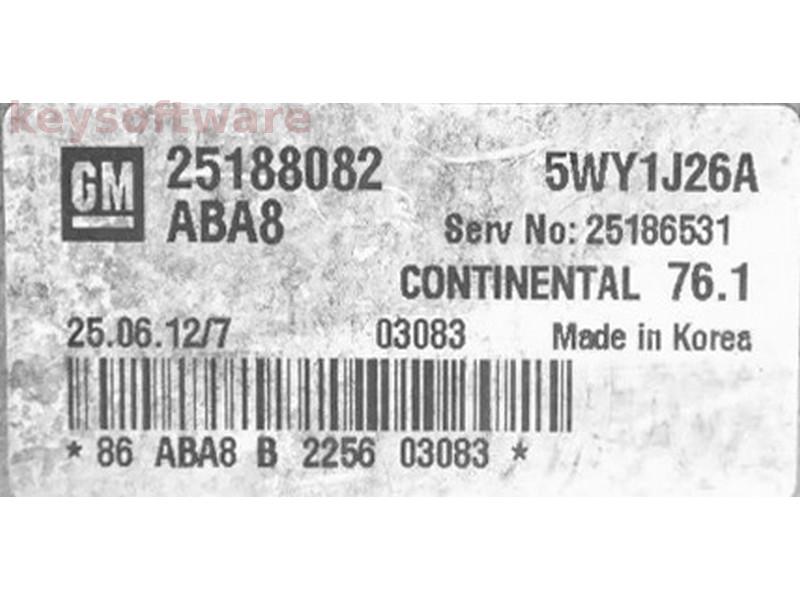 keysoftware
GM 25188082 5WY1J26A
ABA8 Serv No: 25186531
CONTINENTAL 76.1
25.06.12/7 03083 Made in Korea
* 86 ABA8 B 2256 03083 *